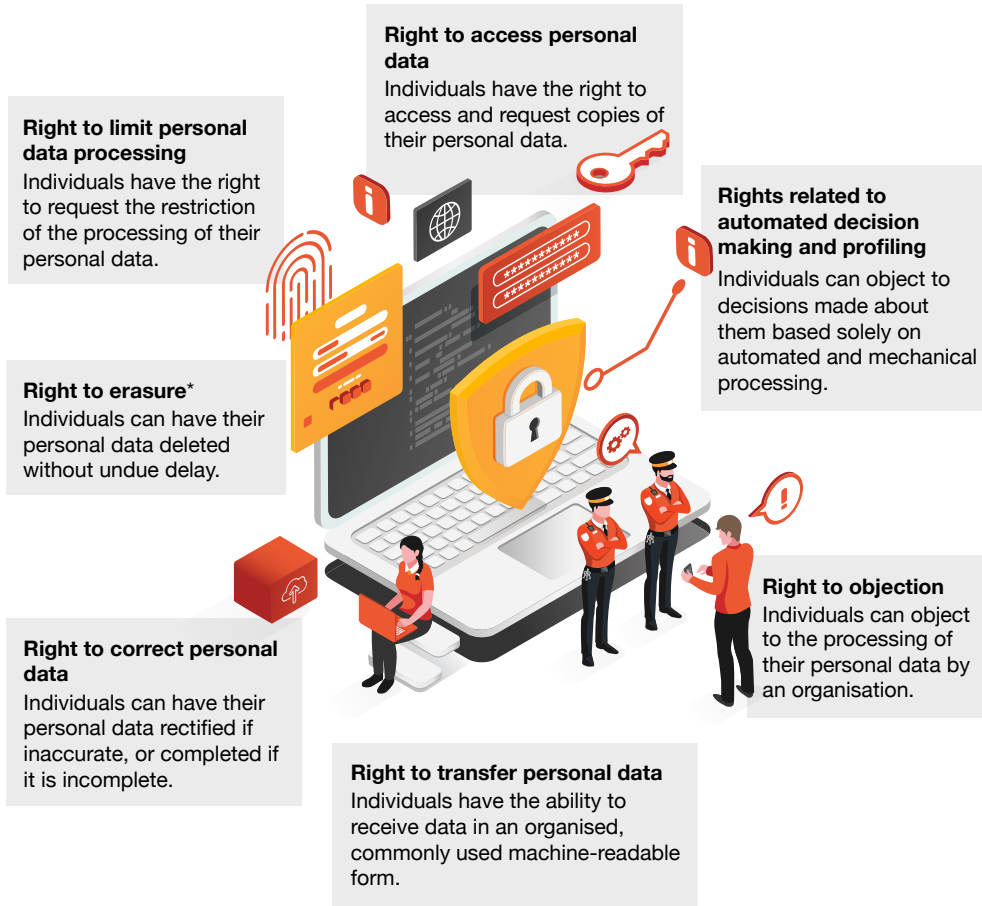 Right to access personal
data
Individuals have the right to
access and request copies of
their personal data.
Right to limit personal
data processing
Individuals have the right
to request the restriction
of the processing of their
personal data.
Rights related to
automated decision
making and profiling
Individuals can object to
decisions made about
them based solely on
automated and mechanical
processing.
Right to erasure*
Individuals can have their
personal data deleted
without undue delay.
Right to objection
Individuals can object
to the processing of
their personal data by
an organisation.
Right to correct personal
data
Individuals can have their
personal data rectified if
inaccurate, or completed if
it is incomplete.
Right to transfer personal data
Individuals have the ability to
receive data in an organised,
commonly used machine-readable
form.